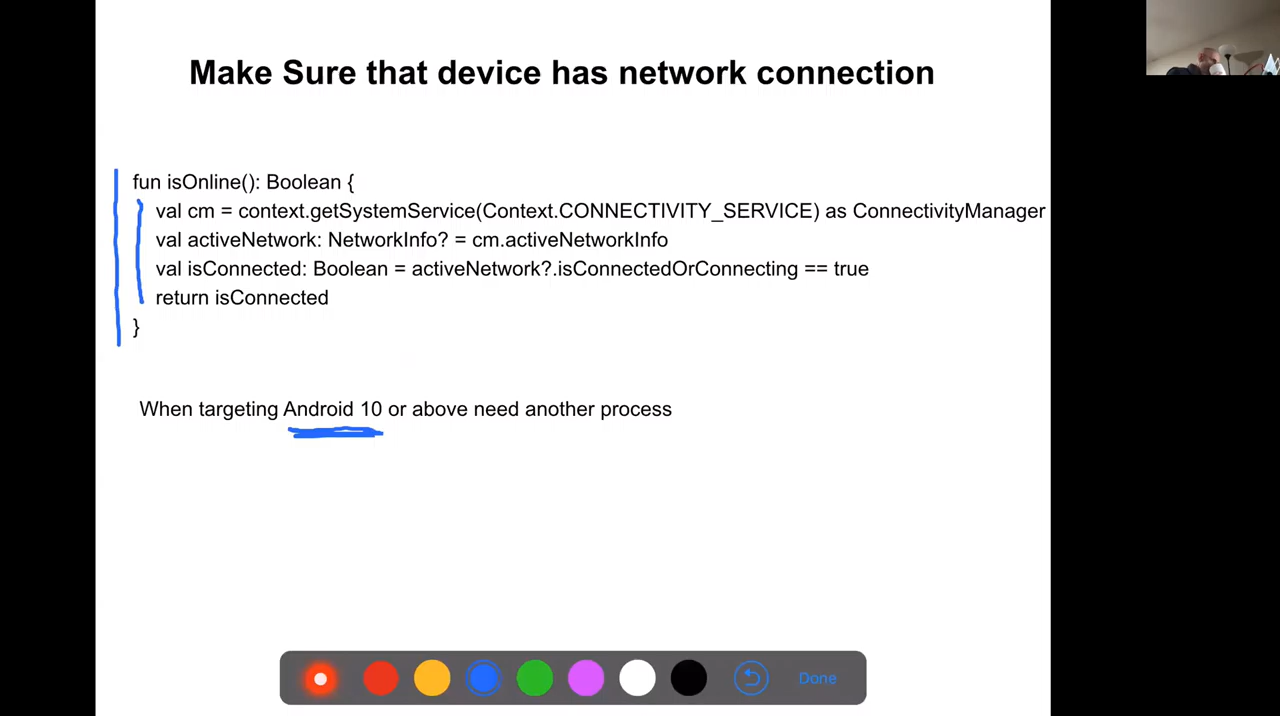 Make Sure that device has network connection
fun isOnline(): Boolean {
val cm = context.getSystemService(Context.CONNECTIVITY_SERVICE) as ConnectivityManager
val activeNetwork: NetworkInfo? = cm.activeNetworkInfo
val isConnected: Boolean = activeNetwork?.isConnectedOrConnecting == true
return isConnected
}
When targeting Android 10 or above need another process
Done